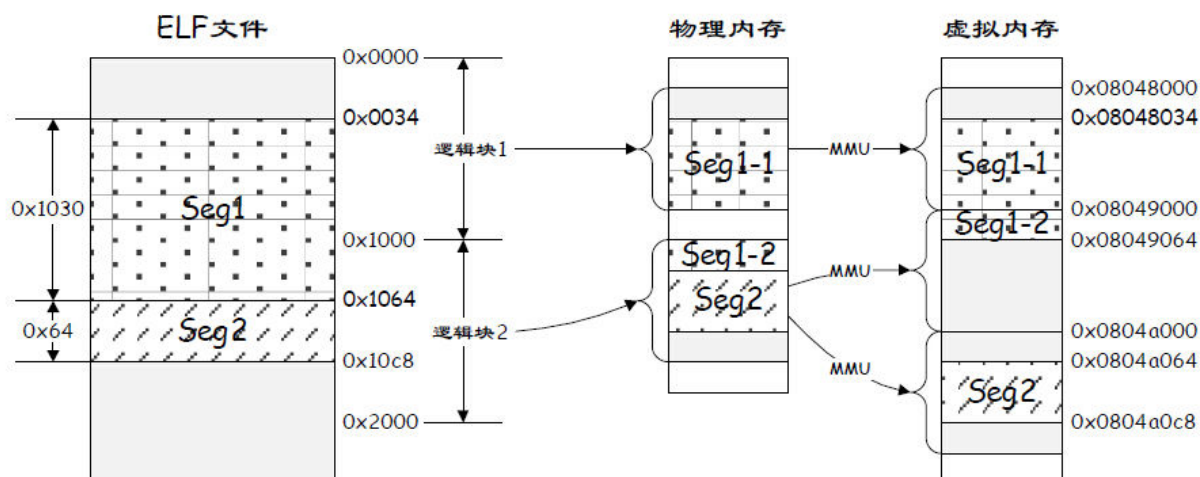 ELF文件
物理内存
虚拟内存
0x0000
0x08048000
0x0034
0x08048034
逻辑块1
MMU
Seg1-1
Seg1-1
0x1030
Seg1
0x08049000
Seg1-2
0x1000
0x08049064
Seg1-2
MMU
Seg2
0x1064
0x64
Seg2
逻辑块2
0x0804a000
0x10c8
MMU
0x0804a064
Seg2
0x2000
0x0804a0c8